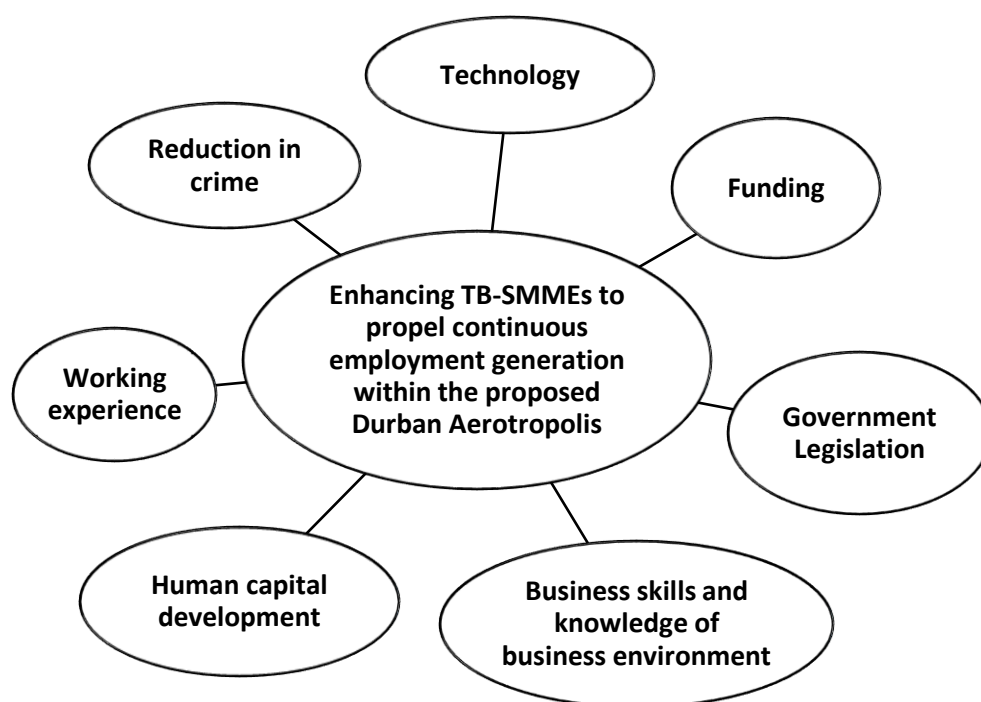 Technology
Reduction in
crime
Funding
Enhancing TB-SMMEs to
propel continuous
employment generation
within the proposed
Durban Aerotropolis
Working
experience
Government
Legislation
Human capital
development
Business skills and
knowledge of
business environment